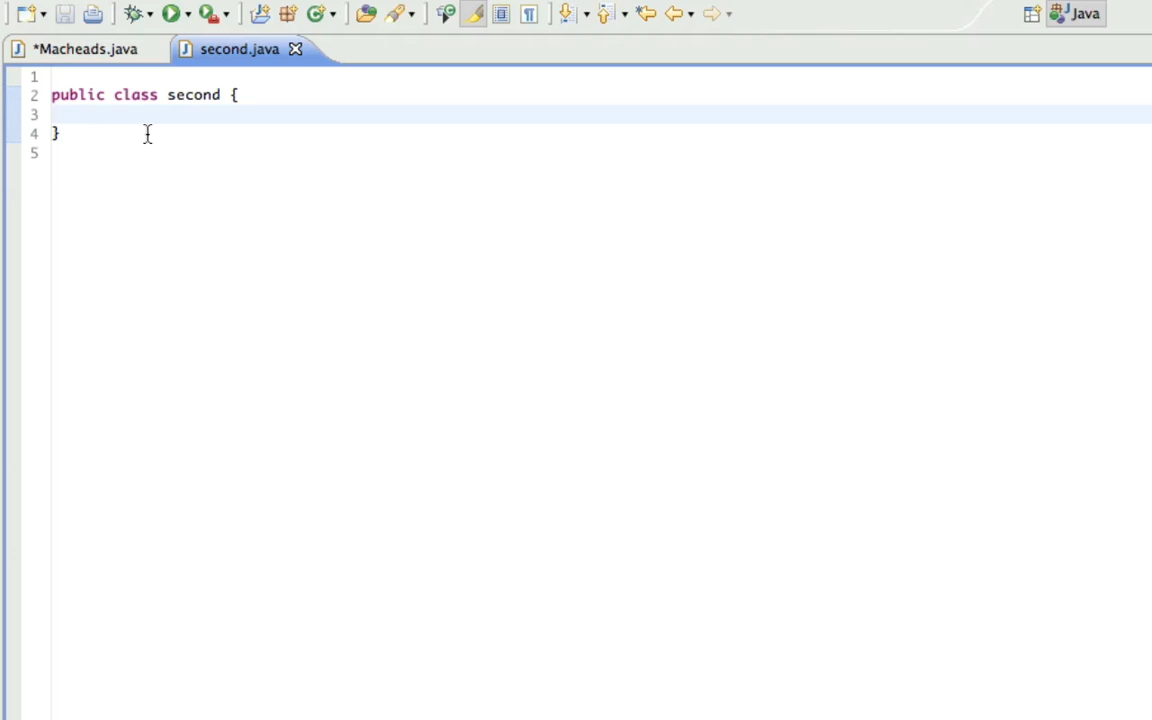 Java
*Macheads.java
second.java
1
2 public class second {
3
4 }
5